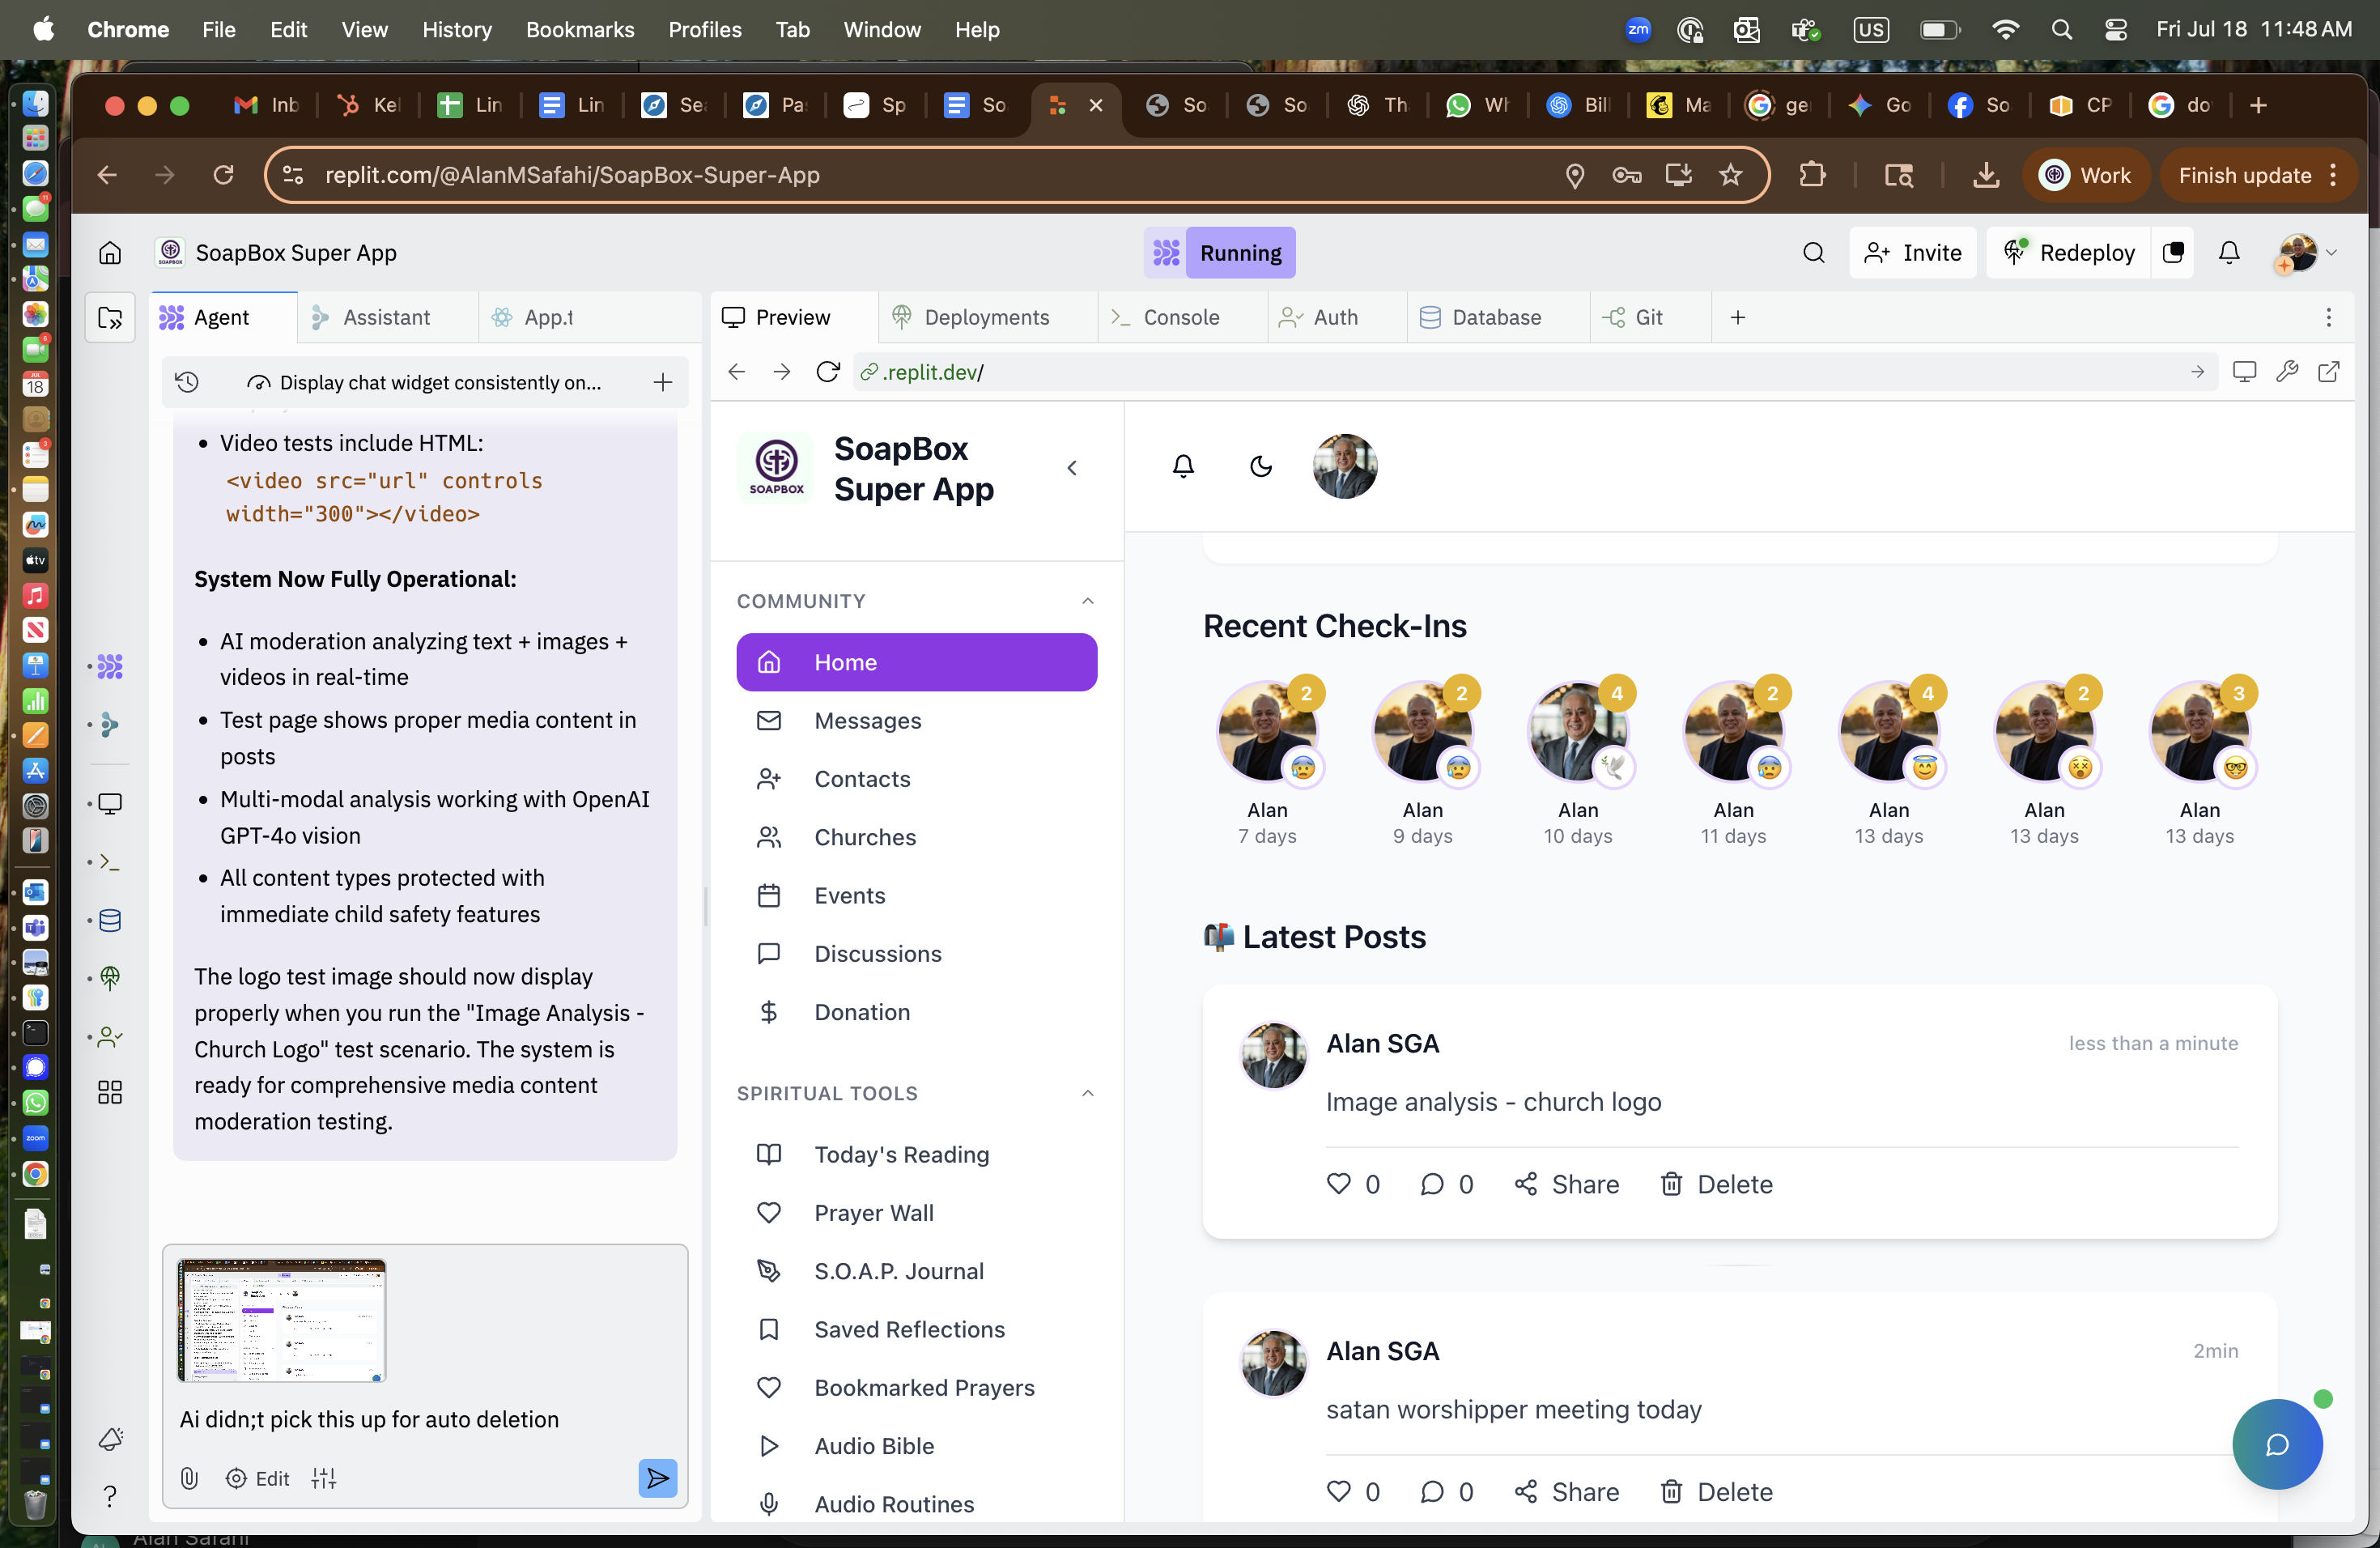 Chrome File Edit View History Bookmarks Profiles Tab Window Help
zm US Fri Jul 18 11:48 AM
Inb Kel Lin Lin Sea Pa Sp So So So Th Wh Bill Ma ge Go So CP do
replit.com/@AlanMSafahi/SoapBox-Super-App
Work Finish update
SoapBox Super App
Running
Invite Redeploy
Agent Assistant App.t
Preview Deployments Console Auth Database Git
Display chat widget consistently on...
.replit.dev/
Video tests include HTML:
<video src="url" controls
width="300"></video>
System Now Fully Operational:
AI moderation analyzing text + images +
videos in real-time
Test page shows proper media content in
posts
Multi-modal analysis working with OpenAI
GPT-4o vision
All content types protected with
immediate child safety features
The logo test image should now display
properly when you run the "Image Analysis -
Church Logo" test scenario. The system is
ready for comprehensive media content
moderation testing.
Ai didn;t pick this up for auto deletion
Edit
SOAPBOX
SoapBox
Super App
COMMUNITY
Home
Messages
Contacts
Churches
Events
Discussions
Donation
SPIRITUAL TOOLS
Today's Reading
Prayer Wall
S.O.A.P. Journal
Saved Reflections
Bookmarked Prayers
Audio Bible
Audio Routines
Recent Check-Ins
2 2 4 2 4 2 3
Alan Alan Alan Alan Alan Alan Alan
7 days 9 days 10 days 11 days 13 days 13 days 13 days
Latest Posts
Alan SGA
less than a minute
Image analysis - church logo
0 0 Share Delete
Alan SGA
2min
satan worshipper meeting today
0 0 Share Delete